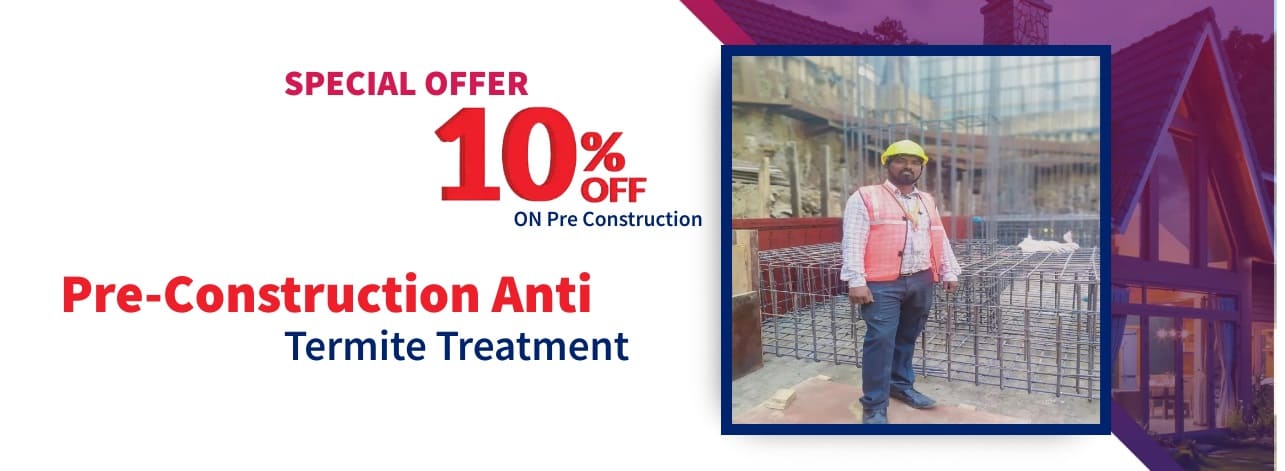 SPECIAL OFFER
10% OFF
ON Pre Construction
Pre-Construction Anti
Termite Treatment